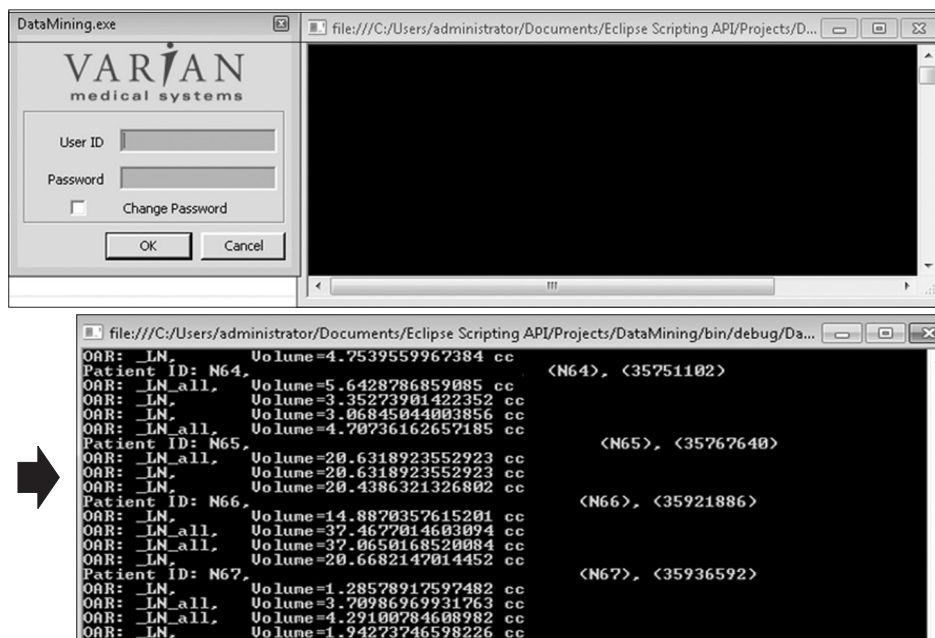 DataMining.exe
VARIAN
medical systems
User ID
Password
Change Password
OK
Cancel
file:///C:/Users/administrator/Documents/Eclipse Scripting API/Projects/D...
file:///C:/Users/administrator/Documents/Eclipse Scripting API/Projects/DataMining/bin/debug/Da...
OAR: _LN, Volume=4.7539559967384 cc
Patient ID: N64, (N64), (35751102)
OAR: _LN_all, Volume=5.6428786859085 cc
OAR: _LN, Volume=3.35273901422352 cc
OAR: _LN, Volume=3.06845044003856 cc
OAR: _LN_all, Volume=4.70736162657185 cc
Patient ID: N65, (N65), (35767640)
OAR: _LN_all, Volume=20.6318923552923 cc
OAR: _LN, Volume=20.6318923552923 cc
OAR: _LN, Volume=20.4386321326802 cc
Patient ID: N66, (N66), (35921886)
OAR: _LN, Volume=14.8870357615201 cc
OAR: _LN_all, Volume=37.4677014603094 cc
OAR: _LN_all, Volume=37.0650168520084 cc
OAR: _LN, Volume=20.6682147014452 cc
Patient ID: N67, (N67), (35936592)
OAR: _LN, Volume=1.28578917597482 cc
OAR: _LN_all, Volume=3.70986969931763 cc
OAR: _LN_all, Volume=4.29100784608982 cc
OAR: _LN, Volume=1.94273746598226 cc